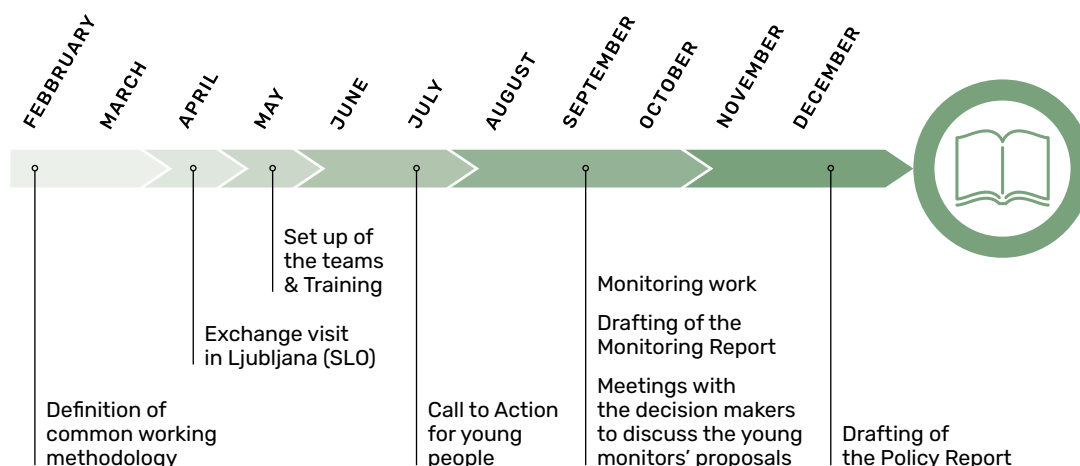 FEBBRUARY
MARCH
APRIL
MAY
JUNE
JULY
AUGUST
SEPTEMBER
OCTOBER
NOVEMBER
DECEMBER
Set up of
the teams
& Training
Exchange visit
in Ljubljana (SLO)
Definition of
common working
methodology
Call to Action
for young
people
Monitoring work
Drafting of the
Monitoring Report
Meetings with
the decision makers
to discuss the young
monitors' proposals
Drafting of
the Policy Report